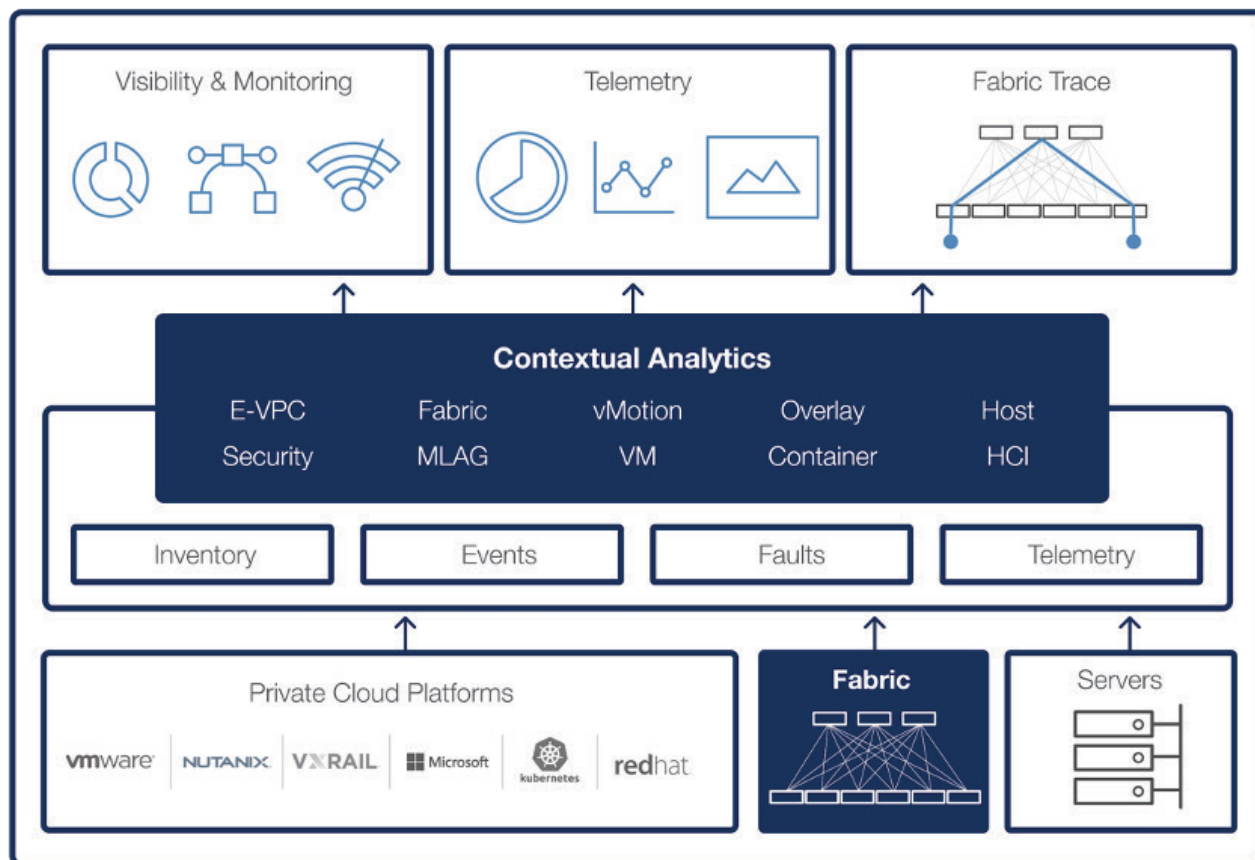 Visibility & Monitoring
Telemetry
Fabric Trace
Contextual Analytics
E-VPC Fabric vMotion Overlay Host
Security MLAG VM Container HCI
Inventory
Events
Faults
Telemetry
Private Cloud Platforms
vmware
NUTANIX
VXRAIL
Microsoft
kubernetes
redhat
Fabric
Servers